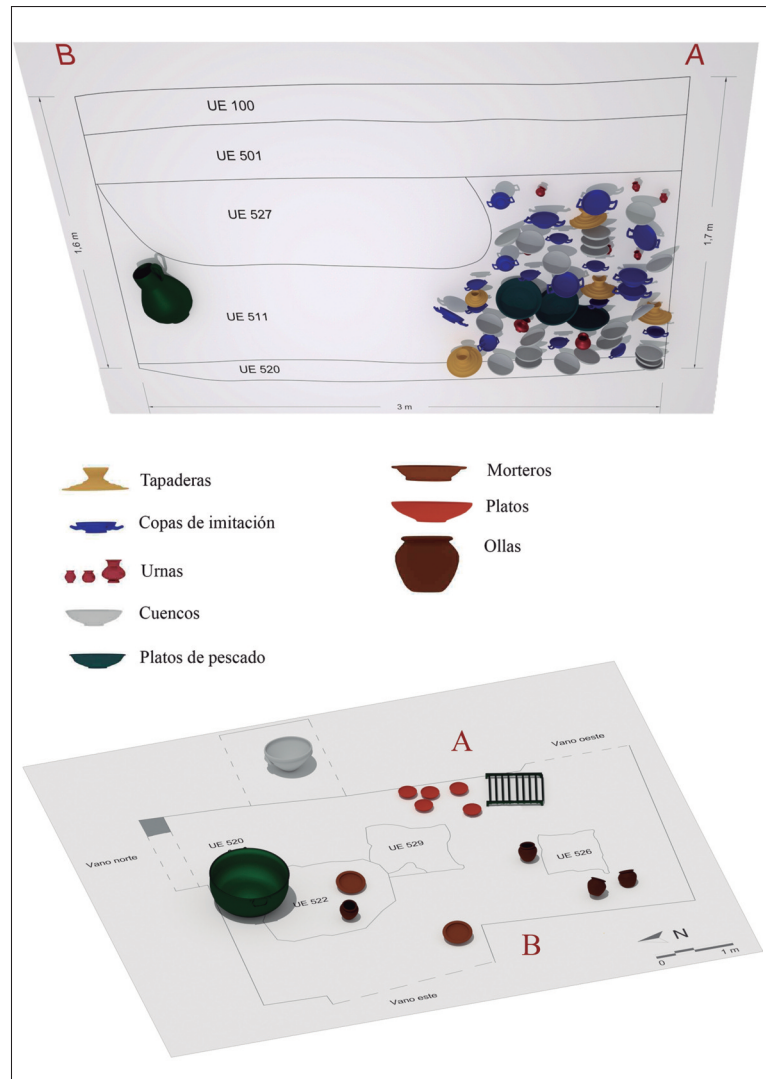 B
A
UE 100
UE 501
UE 527
1,6 m
1,7 m
UE 511
UE 520
3 m
Tapaderas
Morteros
Copas de imitación
Platos
Urnas
Ollas
Cuencos
Platos de pescado
A
Vano oeste
Vano norte
UE 520
UE 529
UE 526
UE 522
B
N
0
1 m
Vano este